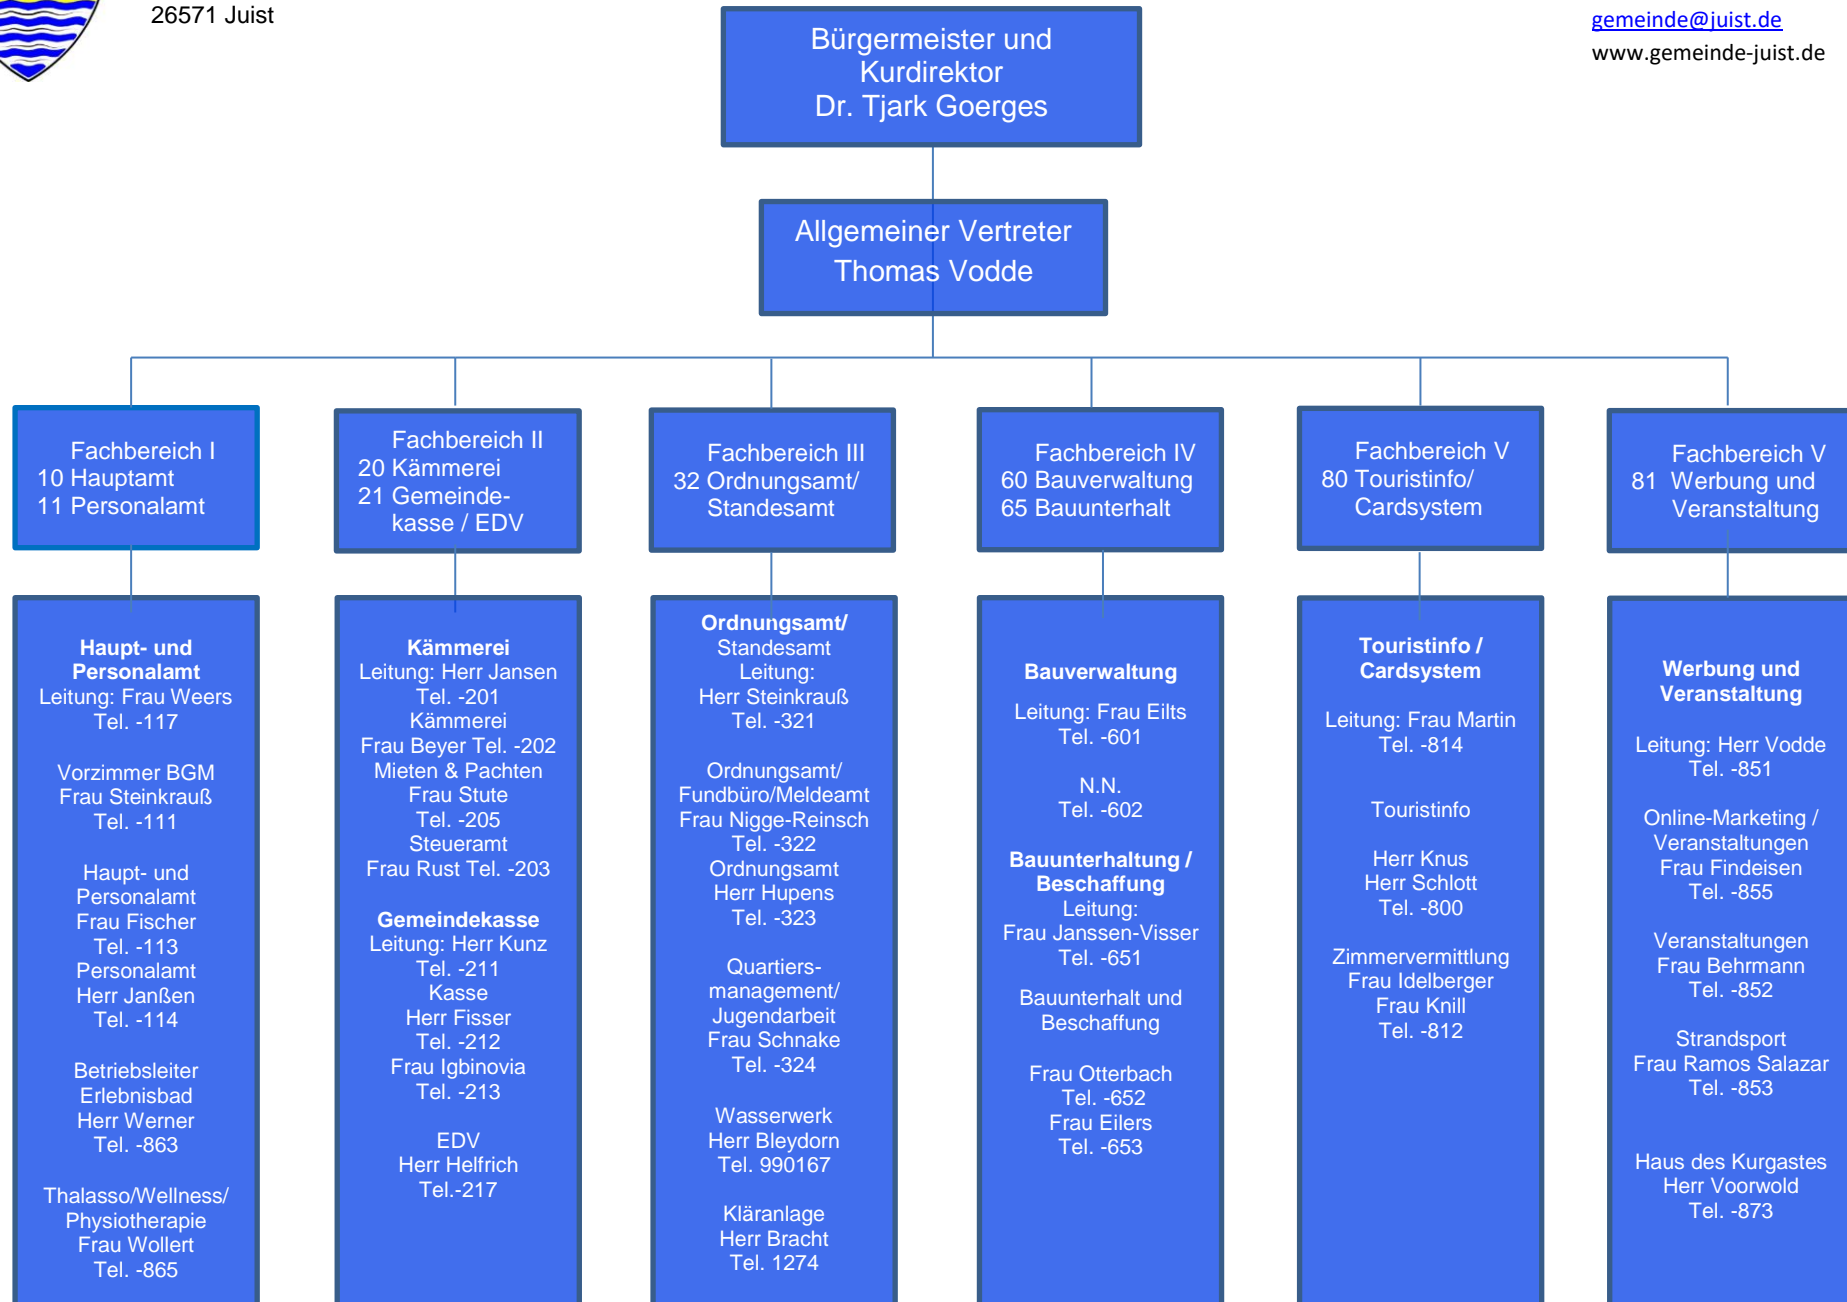 26571 Juist
gemeinde@juist.de
www.gemeinde-juist.de
Bürgermeister und
Kurdirektor
Dr. Tjark Goerges
Allgemeiner Vertreter
Thomas Vodde
Fachbereich I
10 Hauptamt
11 Personalamt
Fachbereich II
20 Kämmerei
21 Gemeinde-
kasse / EDV
Fachbereich III
32 Ordnungsamt/
Standesamt
Fachbereich IV
60 Bauverwaltung
65 Bauunterhalt
Fachbereich V
80 Touristinfo/
Cardsystem
Fachbereich V
81 Werbung und
Veranstaltung
Haupt- und
Personalamt
Leitung: Frau Weers
Tel. -117
Vorzimmer BGM
Frau Steinkrauß
Tel. -111
Haupt- und
Personalamt
Frau Fischer
Tel. -113
Personalamt
Herr Janßen
Tel. -114
Betriebsleiter
Erlebnisbad
Herr Werner
Tel. -863
Thalasso/Wellness/
Physiotherapie
Frau Wollert
Tel. -865
Kämmerei
Leitung: Herr Jansen
Tel. -201
Kämmerei
Frau Beyer Tel. -202
Mieten & Pachten
Frau Stute
Tel. -205
Steueramt
Frau Rust Tel. -203
Gemeindekasse
Leitung: Herr Kunz
Tel. -211
Kasse
Herr Fisser
Tel. -212
Frau Igbinovia
Tel. -213
EDV
Herr Helfrich
Tel.-217
Ordnungsamt/
Standesamt
Leitung:
Herr Steinkrauß
Tel. -321
Ordnungsamt/
Fundbüro/Meldeamt
Frau Nigge-Reinsch
Tel. -322
Ordnungsamt
Herr Hupens
Tel. -323
Quartiers-
management/
Jugendarbeit
Frau Schnake
Tel. -324
Wasserwerk
Herr Bleydorn
Tel. 990167
Kläranlage
Herr Bracht
Tel. 1274
Bauverwaltung
Leitung: Frau Eilts
Tel. -601
N.N.
Tel. -602
Bauunterhaltung /
Beschaffung
Leitung:
Frau Janssen-Visser
Tel. -651
Bauunterhalt und
Beschaffung
Frau Otterbach
Tel. -652
Frau Eilers
Tel. -653
Touristinfo /
Cardsystem
Leitung: Frau Martin
Tel. -814
Touristinfo
Herr Knus
Herr Schlott
Tel. -800
Zimmervermittlung
Frau Idelberger
Frau Knill
Tel. -812
Werbung und
Veranstaltung
Leitung: Herr Vodde
Tel. -851
Online-Marketing /
Veranstaltungen
Frau Findeisen
Tel. -855
Veranstaltungen
Frau Behrmann
Tel. -852
Strandsport
Frau Ramos Salazar
Tel. -853
Haus des Kurgastes
Herr Voorwold
Tel. -873